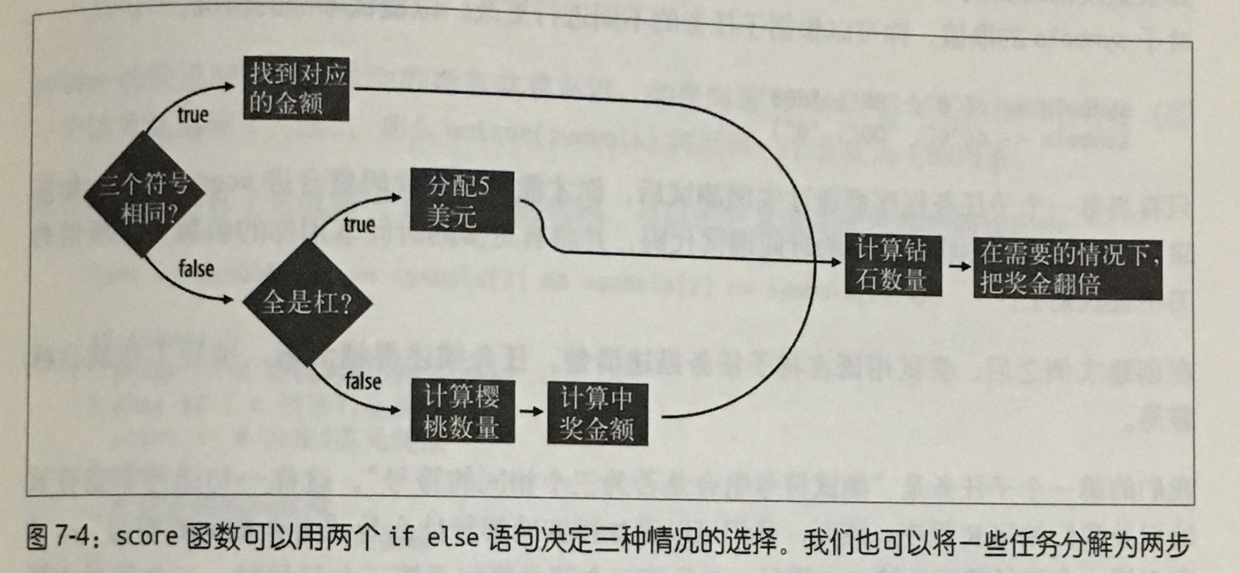 找到对应
的金额
true
三个符号
相同?
false
分配5
美元
true
全是杠?
false
计算樱
桃数量
计算中
奖金额
计算钻
石数量
在需要的情况下,
把奖金翻倍
图 7-4: score 函数可以用两个 if else 语句决定三种情况的选择。我们也可以将一些任务分解为两步